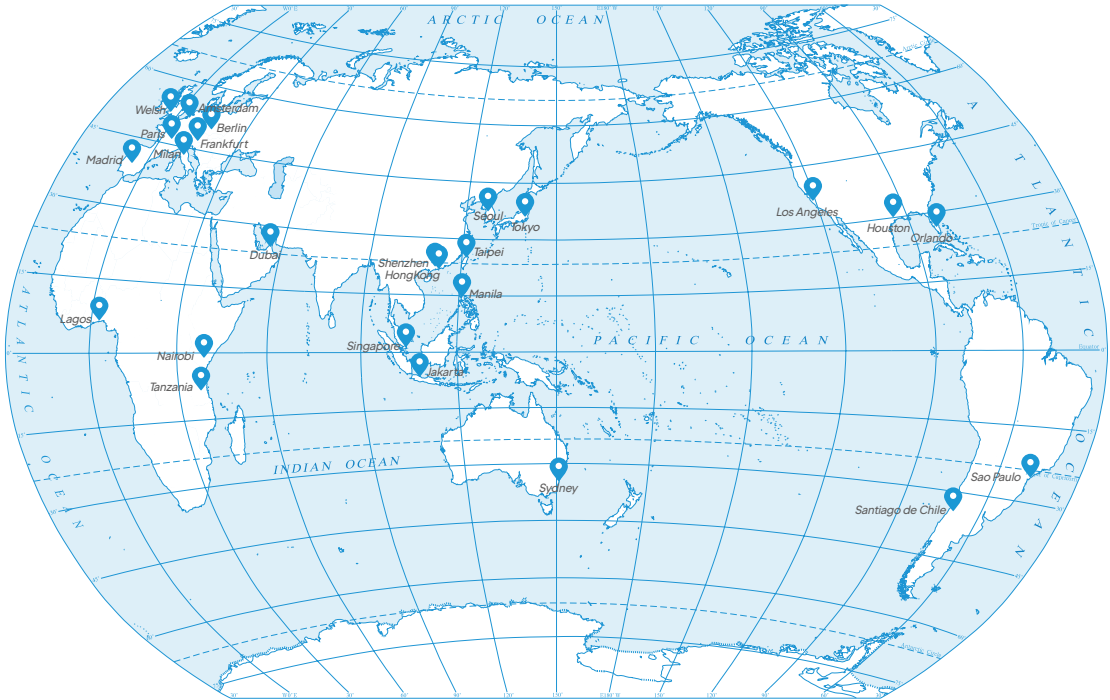 ARCTIC OCEAN
Welsh
Amsterdam
Berlin
Paris
Frankfurt
Milan
Madrid
Seoul
Tokyo
Los Angeles
Houston
Orlando
Dubai
Taipei
Shenzhen
HongKong
Manila
Lagos
Singapore
Nairobi
Jakarta
Tanzania
PACIFIC OCEAN
Equator
ATLANTIC OCEAN
ATLANTIC OCEAN
INDIAN OCEAN
Sydney
Sao Paulo
Santiago de Chile